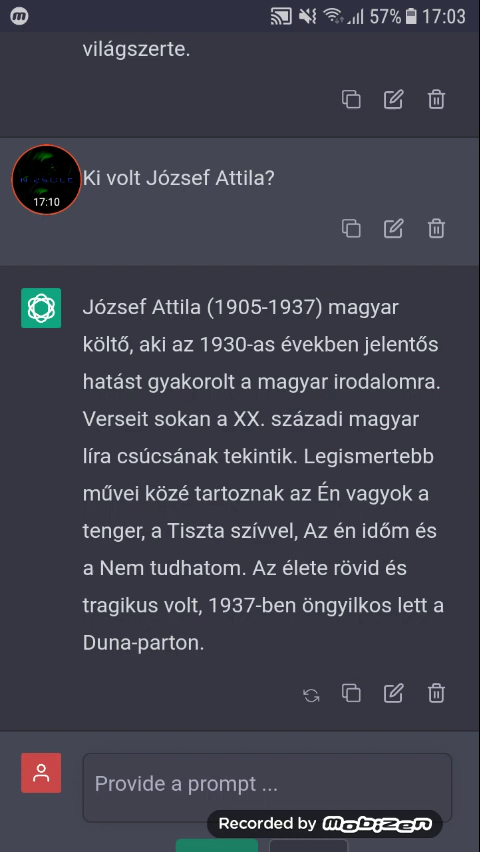 57% 17:03
világszerte.
Ki volt József Attila?
17:10
József Attila (1905-1937) magyar
költő, aki az 1930-as években jelentős
hatást gyakorolt a magyar irodalomra.
Verseit sokan a XX. századi magyar
líra csúcsának tekintik. Legismertebb
művei közé tartoznak az Én vagyok a
tenger, a Tiszta szívvel, Az én időm és
a Nem tudhatom. Az élete rövid és
tragikus volt, 1937-ben öngyilkos lett a
Duna-parton.
Provide a prompt ...
Recorded by Mobizen